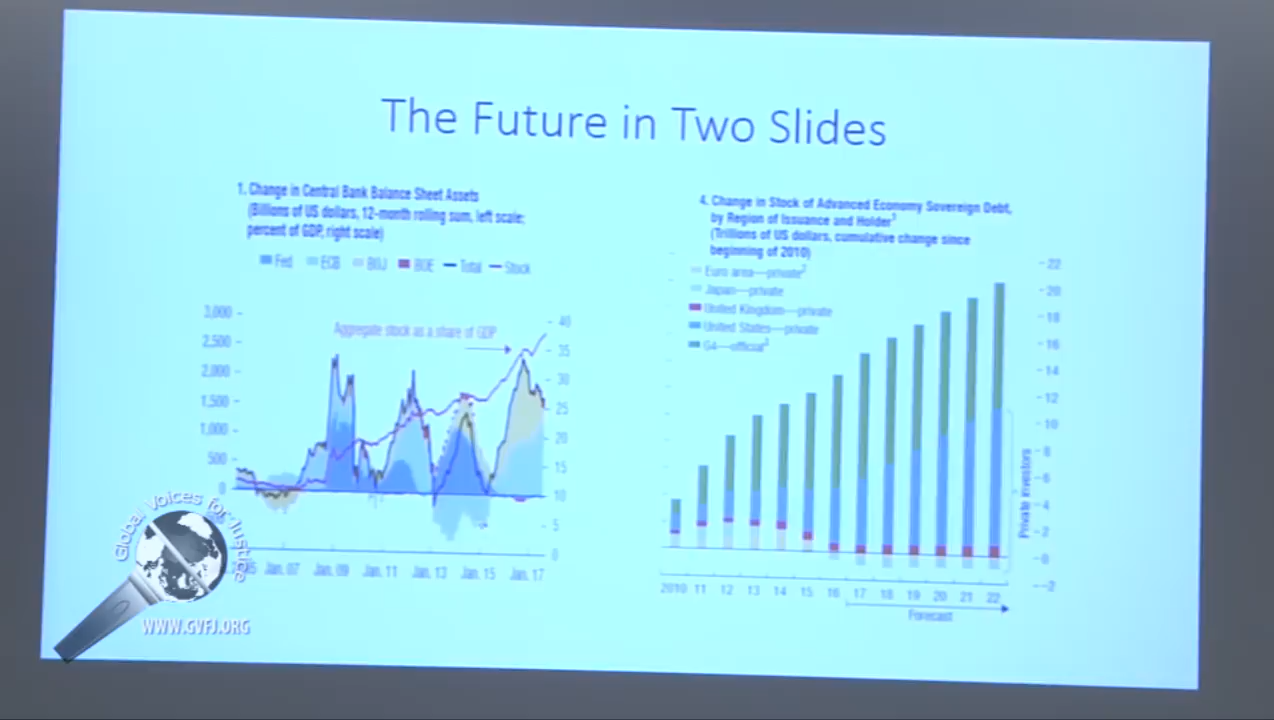 The Future in Two Slides
1. Change in Central Bank Balance Sheet Assets
(Billions of US dollars, 12-month rolling sum, left scale;
percent of GDP, right scale)
Fed ECB BOJ BOE Total Stock
Aggregate stock as a share of GDP
3,000
2,500
2,000
1,500
1,000
500
0
40
35
30
25
20
15
10
5
0
Jan. 07 Jan. 09 Jan. 11 Jan. 13 Jan. 15 Jan. 17
4. Change in Stock of Advanced Economy Sovereign Debt,
by Region of Issuance and Holder
(Trillions of US dollars, cumulative change since
beginning of 2010)
Euro area—private
Japan—private
United Kingdom—private
United States—private
G4—official
22
20
18
16
14
12
10
8
6
4
2
0
-2
Private investors
2010 11 12 13 14 15 16 17 18 19 20 21 22
Forecast
Global Voices for Justice
WWW.GVFJ.ORG